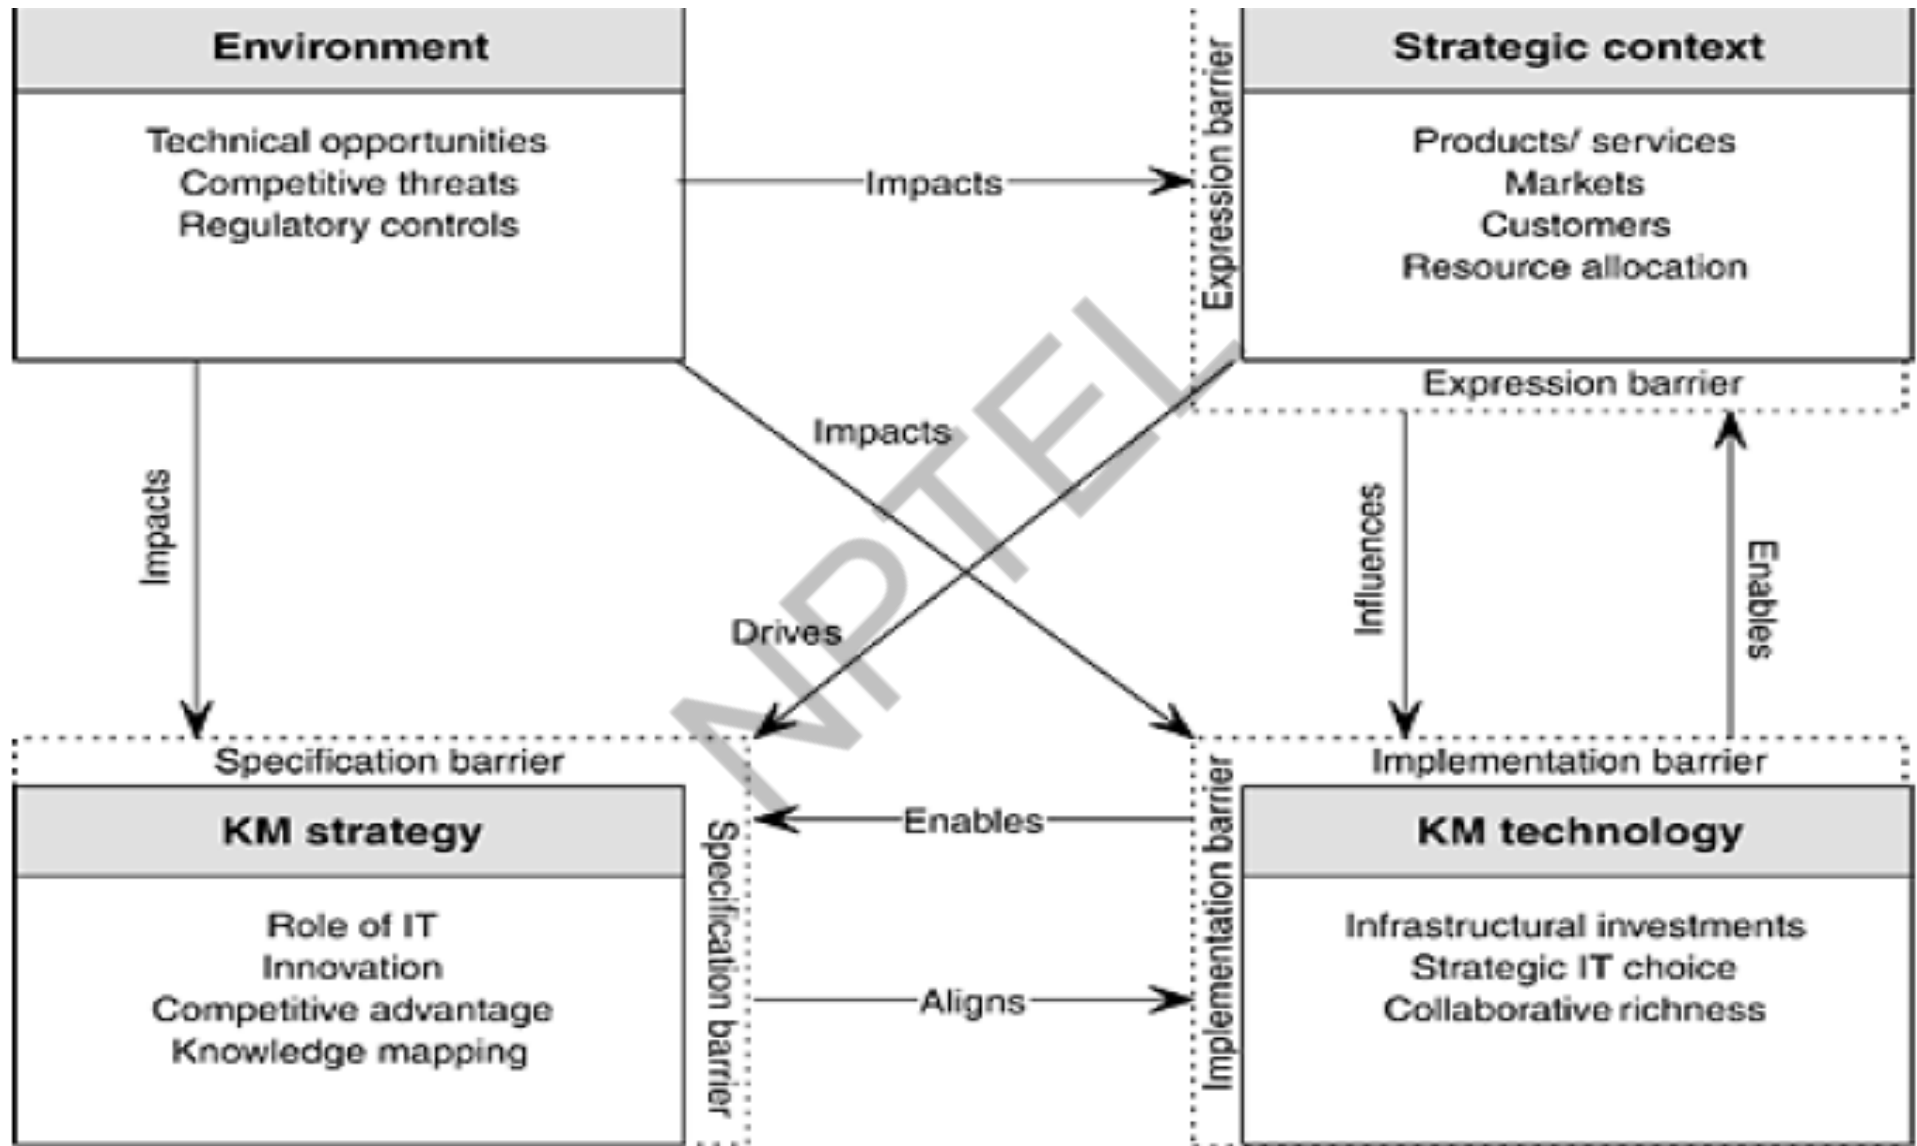 Environment
Technical opportunities
Competitive threats
Regulatory controls
Impacts
Expression barrier
Strategic context
Products/ services
Markets
Customers
Resource allocation
Expression barrier
Impacts
Impacts
Drives
Influences
Enables
NPTEL
Specification barrier
KM strategy
Role of IT
Innovation
Competitive advantage
Knowledge mapping
Specification barrier
Enables
Aligns
Implementation barrier
Implementation barrier
KM technology
Infrastructural investments
Strategic IT choice
Collaborative richness